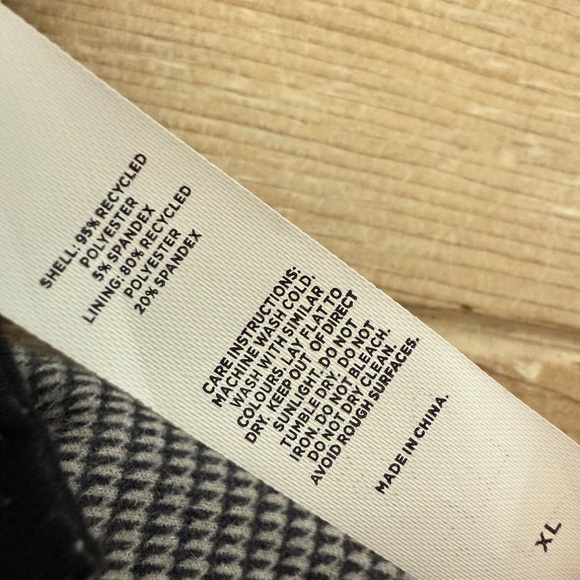 SHELL: 95% RECYCLED
POLYESTER
5% SPANDEX
LINING: 80% RECYCLED
POLYESTER
20% SPANDEX
CARE INSTRUCTIONS:
MACHINE WASH COLD.
WASH WITH SIMILAR
COLOURS. LAY FLAT TO
DRY. KEEP OUT OF DIRECT
SUNLIGHT. DO NOT
TUMBLE DRY. DO NOT
IRON. DO NOT BLEACH.
DO NOT DRY CLEAN.
AVOID ROUGH SURFACES.
MADE IN CHINA.
XL